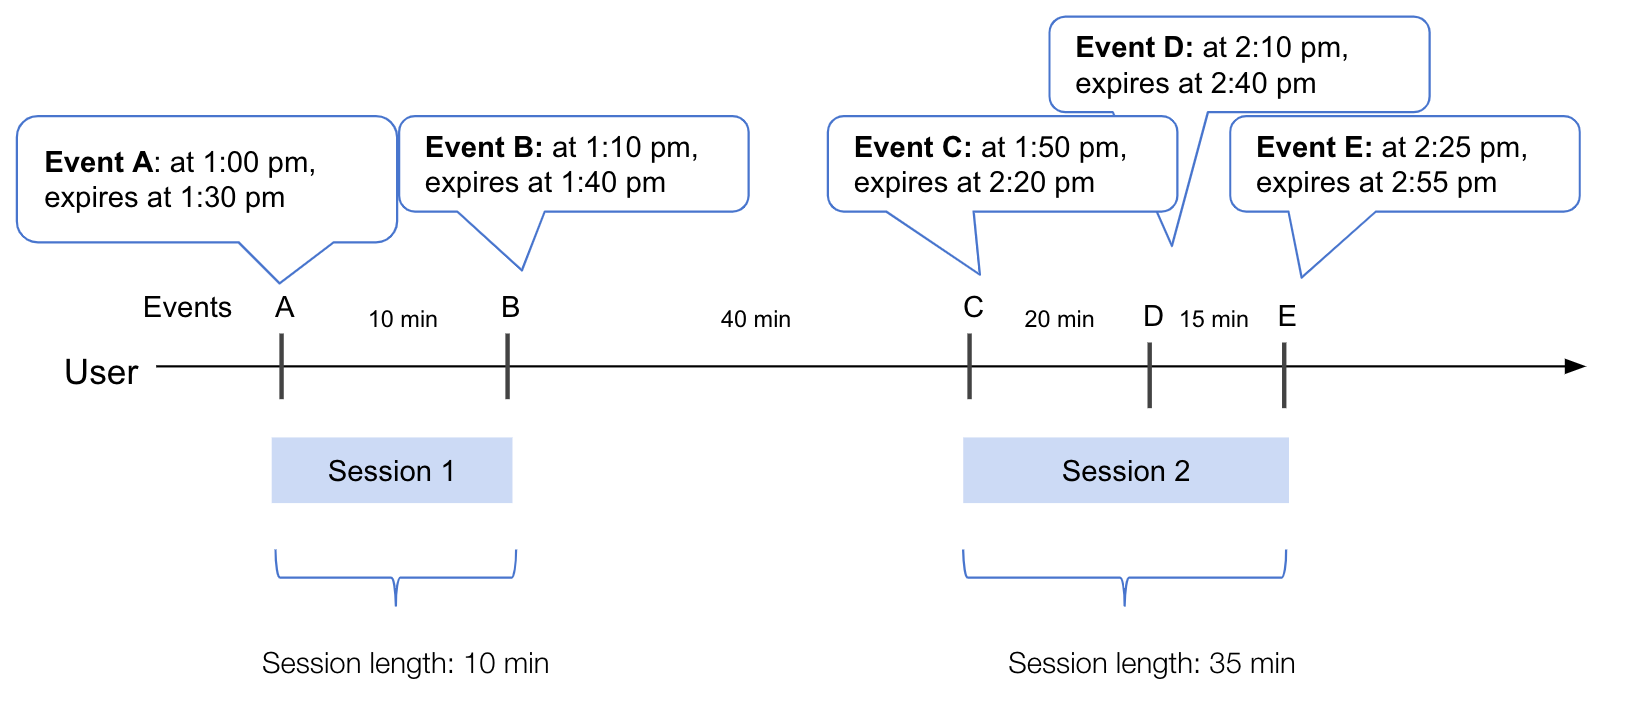 Event D: at 2:10 pm,
expires at 2:40 pm
Event A: at 1:00 pm,
expires at 1:30 pm
Event B: at 1:10 pm,
expires at 1:40 pm
Event C: at 1:50 pm,
expires at 2:20 pm
Event E: at 2:25 pm,
expires at 2:55 pm
Events A 10 min B 40 min C 20 min D 15 min E
User
Session 1
Session 2
Session length: 10 min
Session length: 35 min